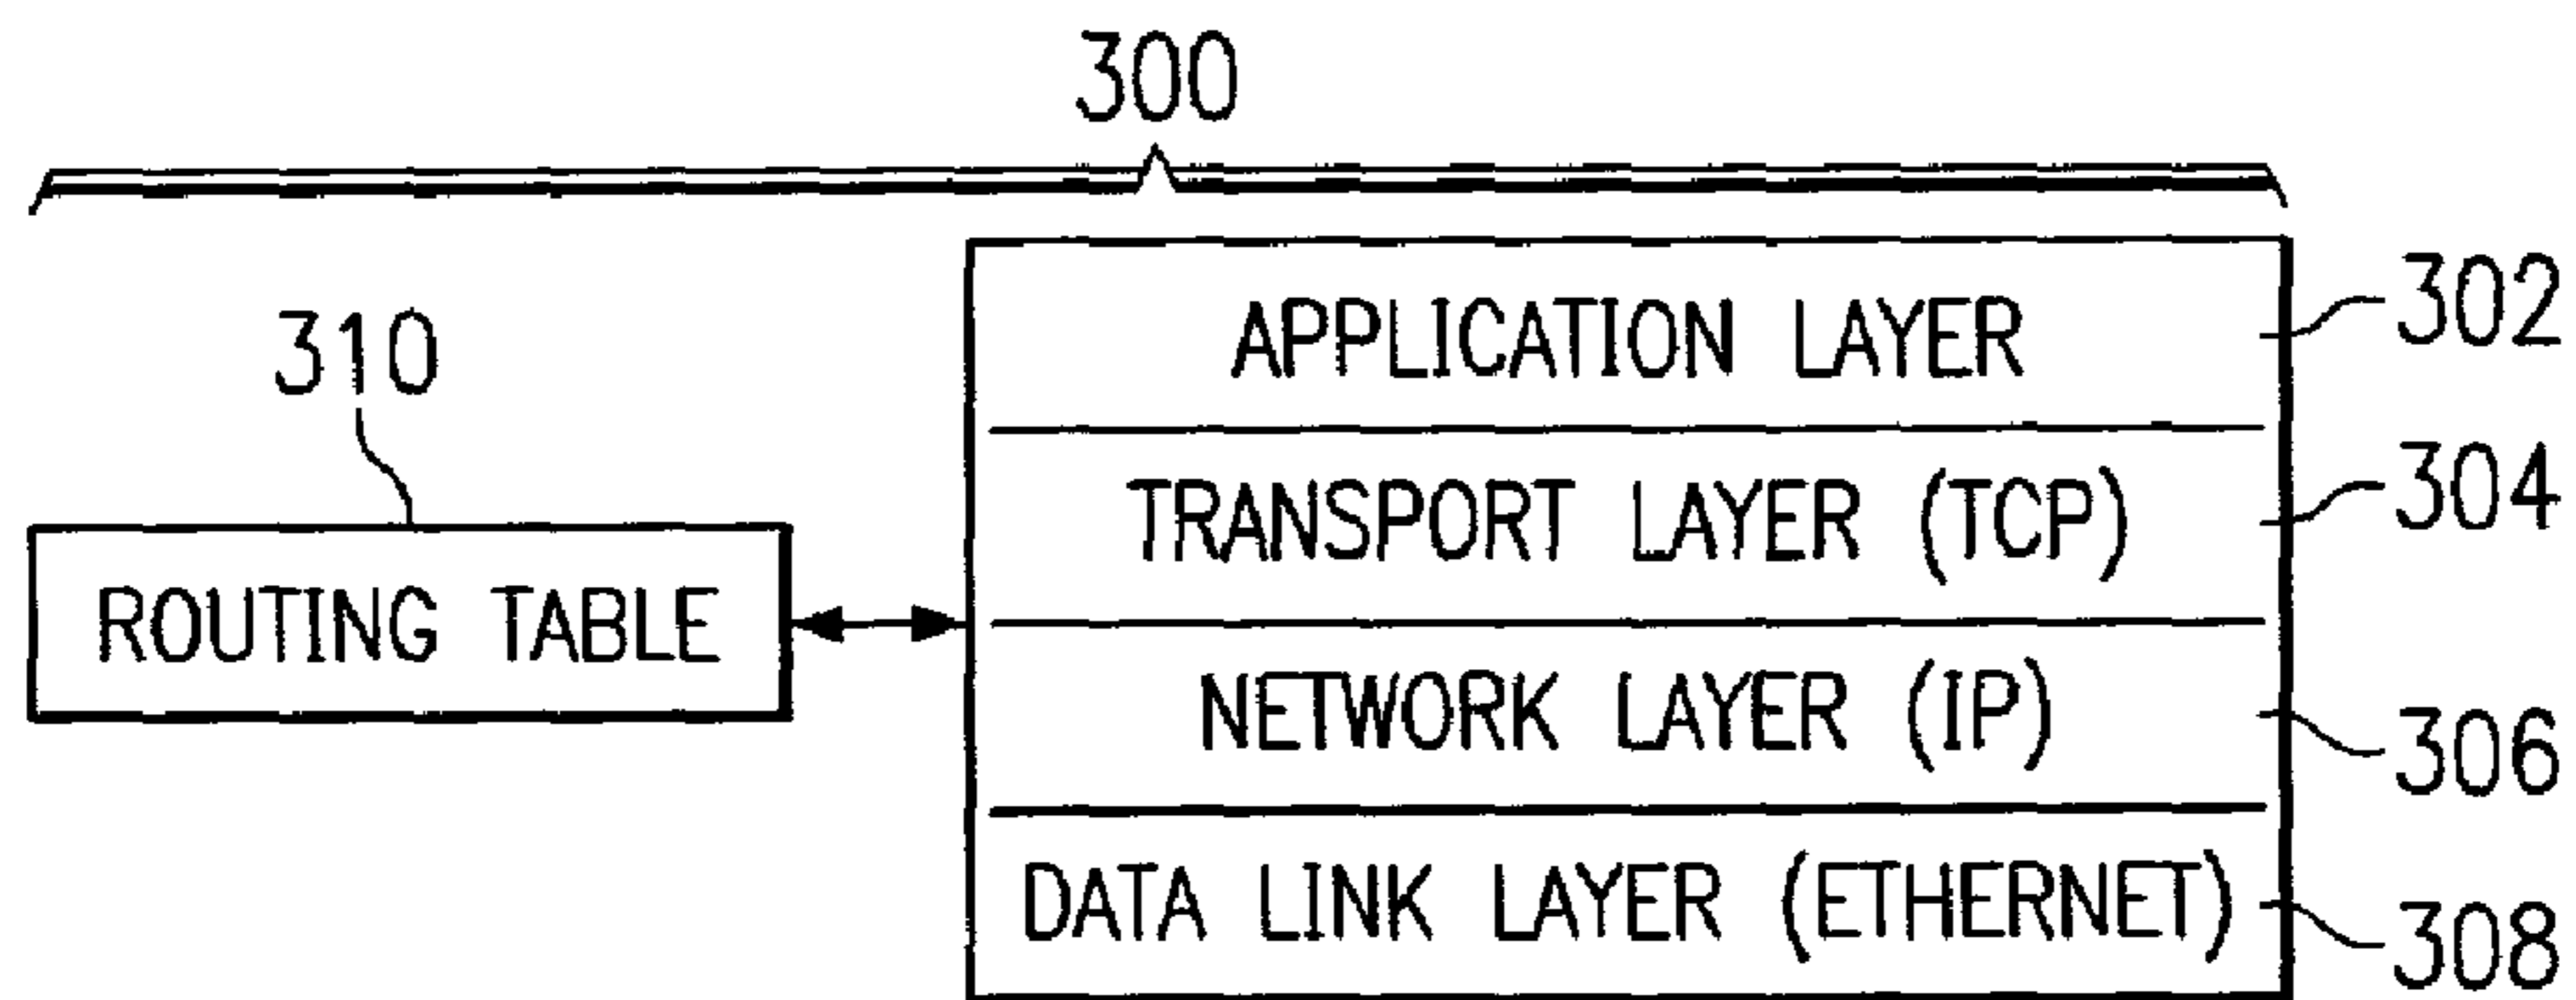 300
310
ROUTING TABLE
APPLICATION LAYER
302
TRANSPORT LAYER (TCP)
304
NETWORK LAYER (IP)
306
DATA LINK LAYER (ETHERNET)
308